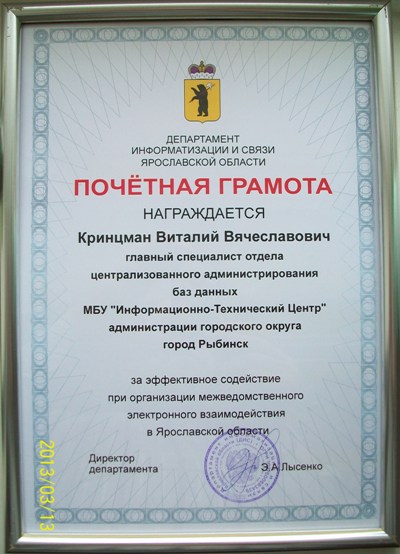 ДЕПАРТАМЕНТ
ИНФОРМАТИЗАЦИИ И СВЯЗИ
ЯРОСЛАВСКОЙ ОБЛАСТИ
ПОЧЁТНАЯ ГРАМОТА
НАГРАЖДАЕТСЯ
Кринцман Виталий Вячеславович
главный специалист отдела
централизованного администрирования
баз данных
МБУ "Информационно-Технический Центр"
администрации городского округа
город Рыбинск
за эффективное содействие
при организации межведомственного
электронного взаимодействия
в Ярославской области
Директор
департамента
Э.А.Лысенко
2013/03/13